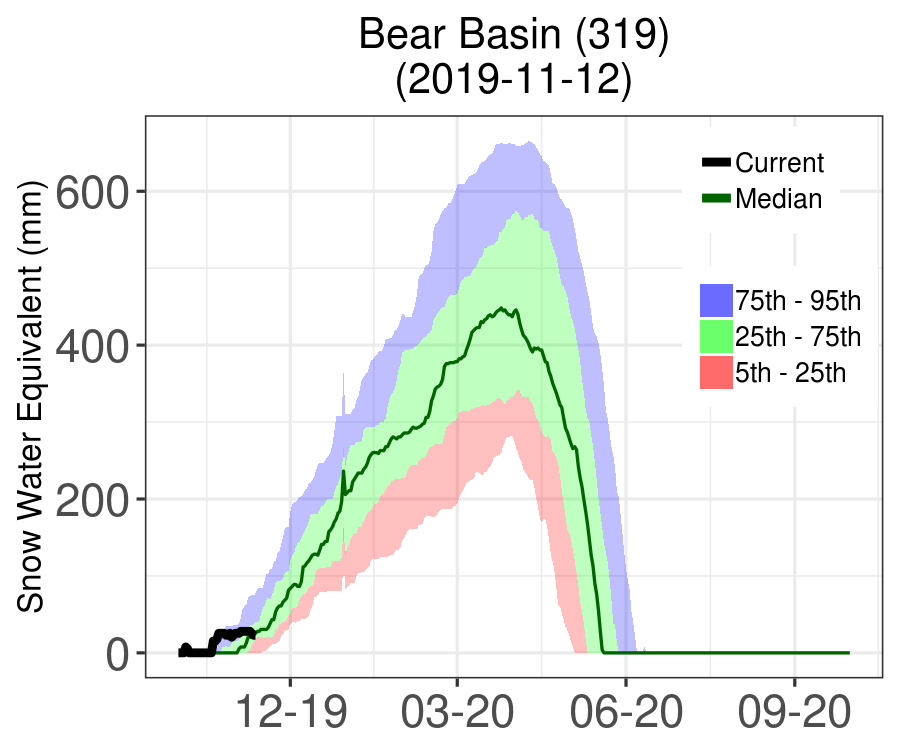 Bear Basin (319)
(2019-11-12)
Snow Water Equivalent (mm)
600
400
200
0
12-19
03-20
06-20
09-20
Current
Median
75th - 95th
25th - 75th
5th - 25th